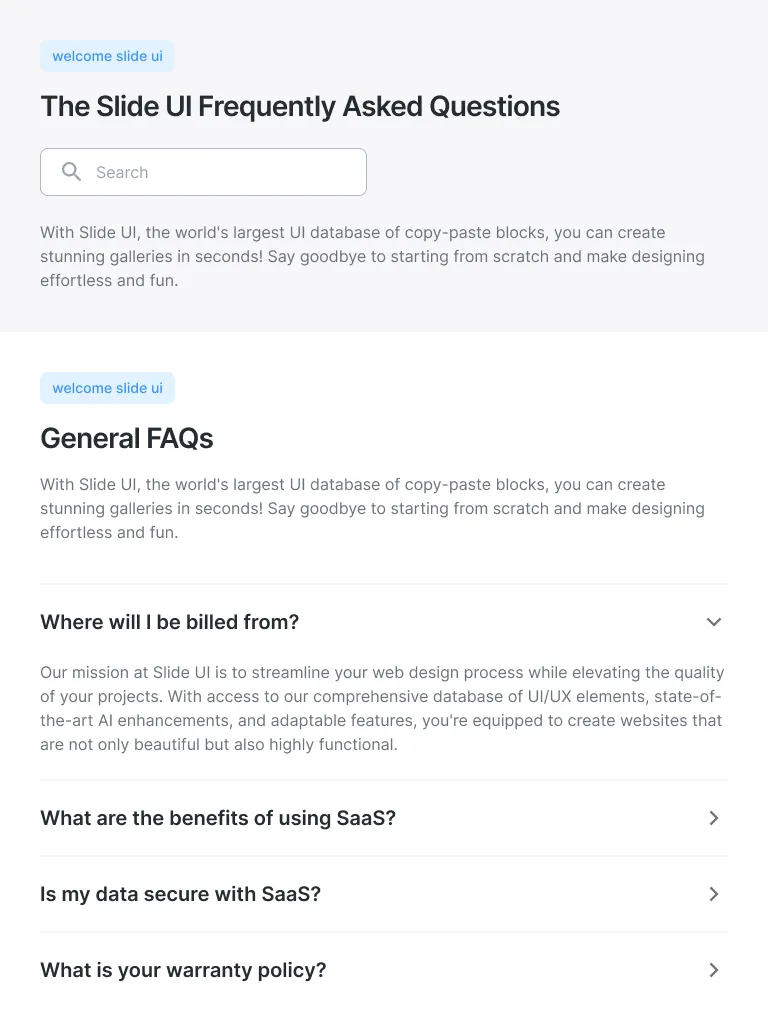 welcome slide ui
The Slide UI Frequently Asked Questions
Search
With Slide UI, the world's largest UI database of copy-paste blocks, you can create
stunning galleries in seconds! Say goodbye to starting from scratch and make designing
effortless and fun.
welcome slide ui
General FAQs
With Slide UI, the world's largest UI database of copy-paste blocks, you can create
stunning galleries in seconds! Say goodbye to starting from scratch and make designing
effortless and fun.
Where will I be billed from?
Our mission at Slide UI is to streamline your web design process while elevating the quality
of your projects. With access to our comprehensive database of UI/UX elements, state-of-
the-art AI enhancements, and adaptable features, you're equipped to create websites that
are not only beautiful but also highly functional.
What are the benefits of using SaaS?
Is my data secure with SaaS?
What is your warranty policy?